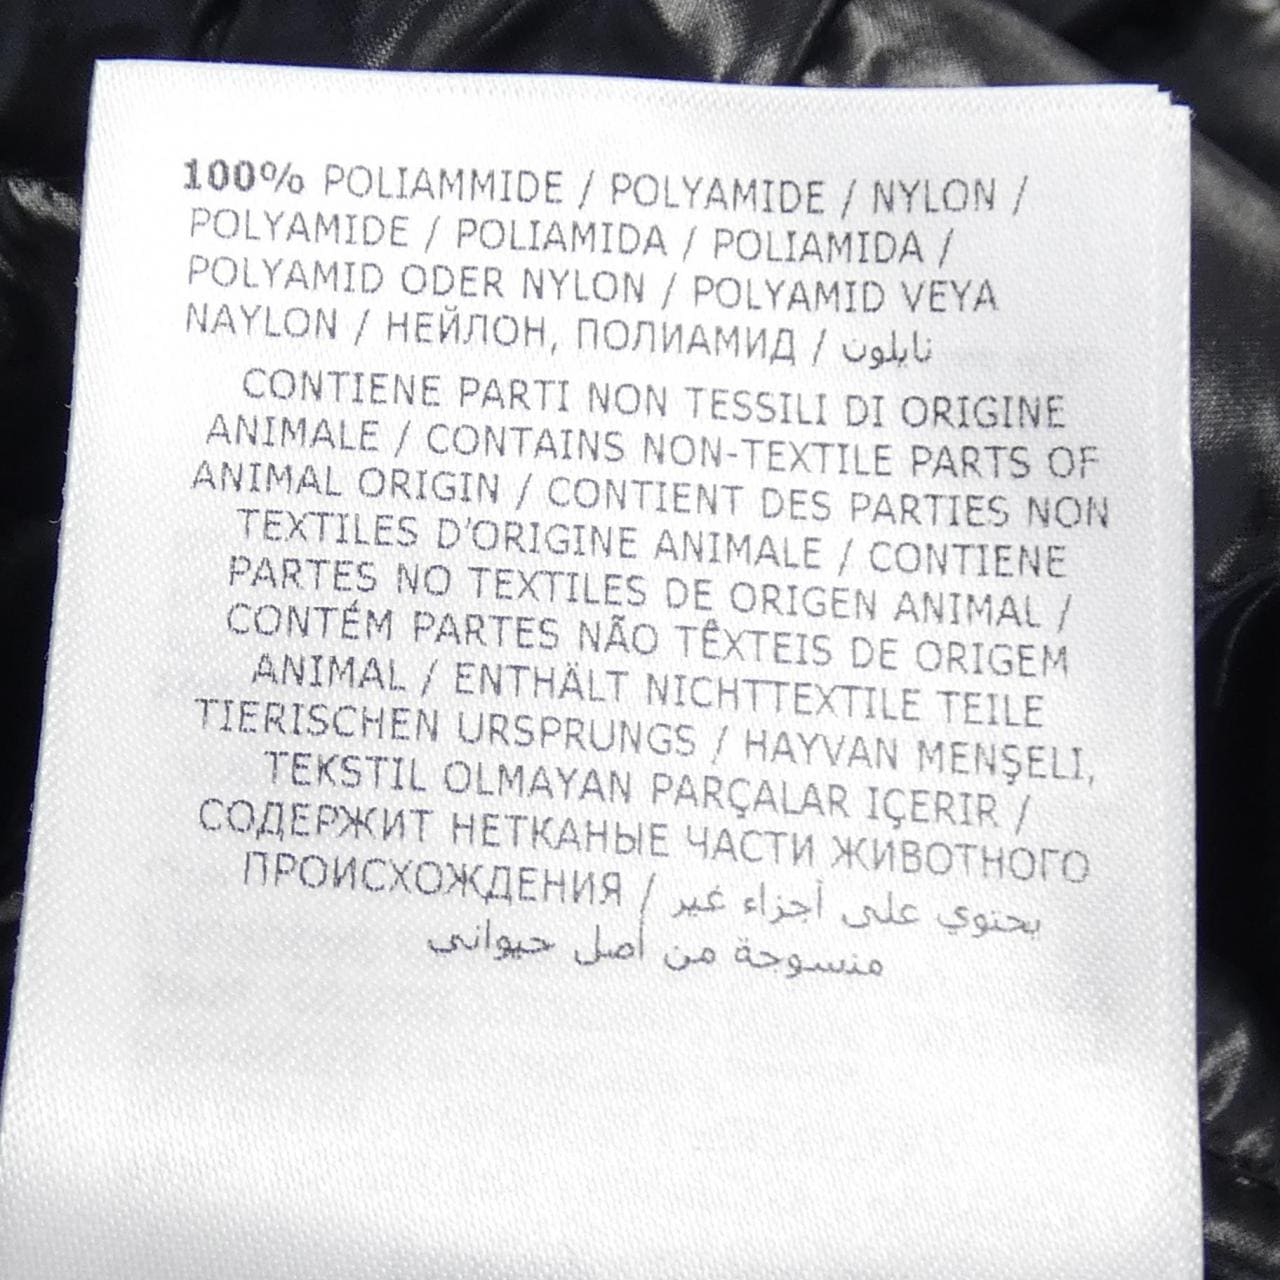 100% POLIAMMIDE / POLYAMIDE / NYLON /
POLYAMIDE / POLIAMIDA / POLIAMIDA /
POLYAMID ODER NYLON / POLYAMID VEYA
NAYLON / НЕЙЛОН, ПОЛИАМИД / نايلون
CONTIENE PARTI NON TESSILI DI ORIGINE
ANIMALE / CONTAINS NON-TEXTILE PARTS OF
ANIMAL ORIGIN / CONTIENT DES PARTIES NON
TEXTILES D'ORIGINE ANIMALE / CONTIENE
PARTES NO TEXTILES DE ORIGEN ANIMAL /
CONTÉM PARTES NÃO TÊXTEIS DE ORIGEM
ANIMAL / ENTHÄLT NICHTTEXTILE TEILE
TIERISCHEN URSPRUNGS / HAYVAN MENŞELI,
TEKSTIL OLMAYAN PARÇALAR IÇERIR /
СОДЕРЖИТ НЕТКАНЫЕ ЧАСТИ ЖИВОТНОГО
ПРОИСХОЖДЕНИЯ / يحتوي على أجزاء غير
منسوجة من أصل حيواني